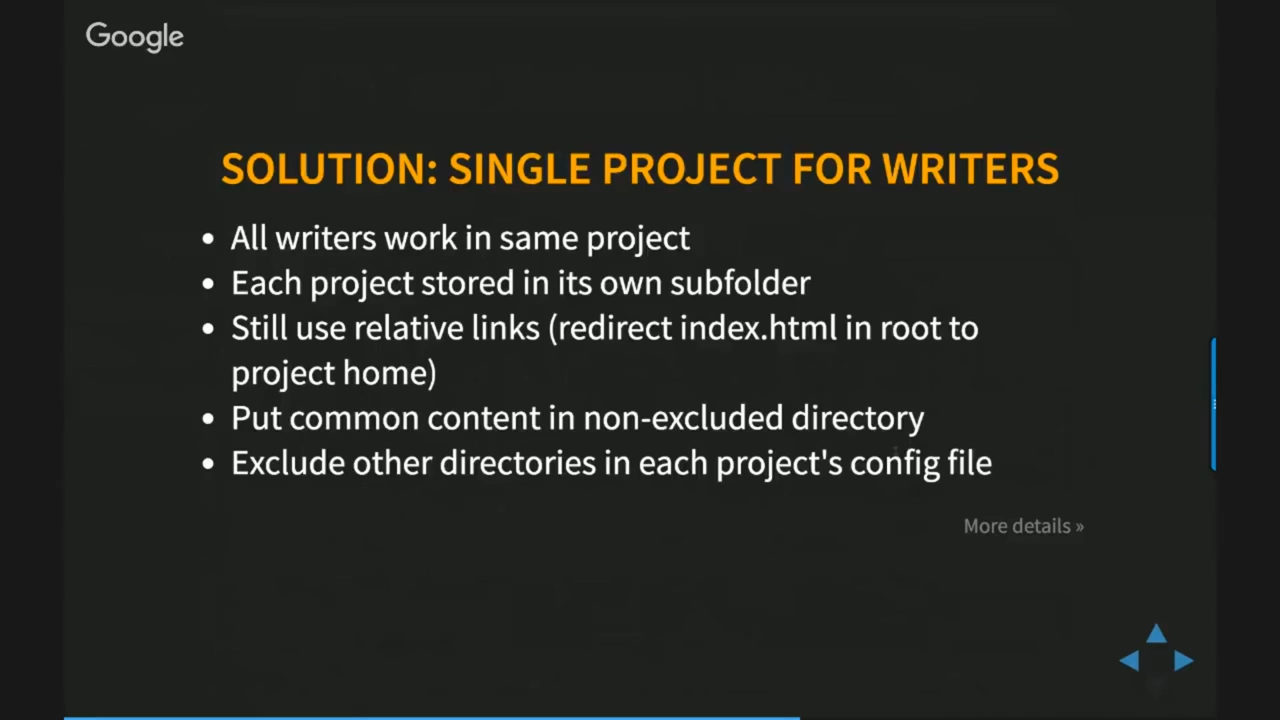 Google
SOLUTION: SINGLE PROJECT FOR WRITERS
• All writers work in same project
• Each project stored in its own subfolder
• Still use relative links (redirect index.html in root to
project home)
• Put common content in non-excluded directory
• Exclude other directories in each project's config file
More details »